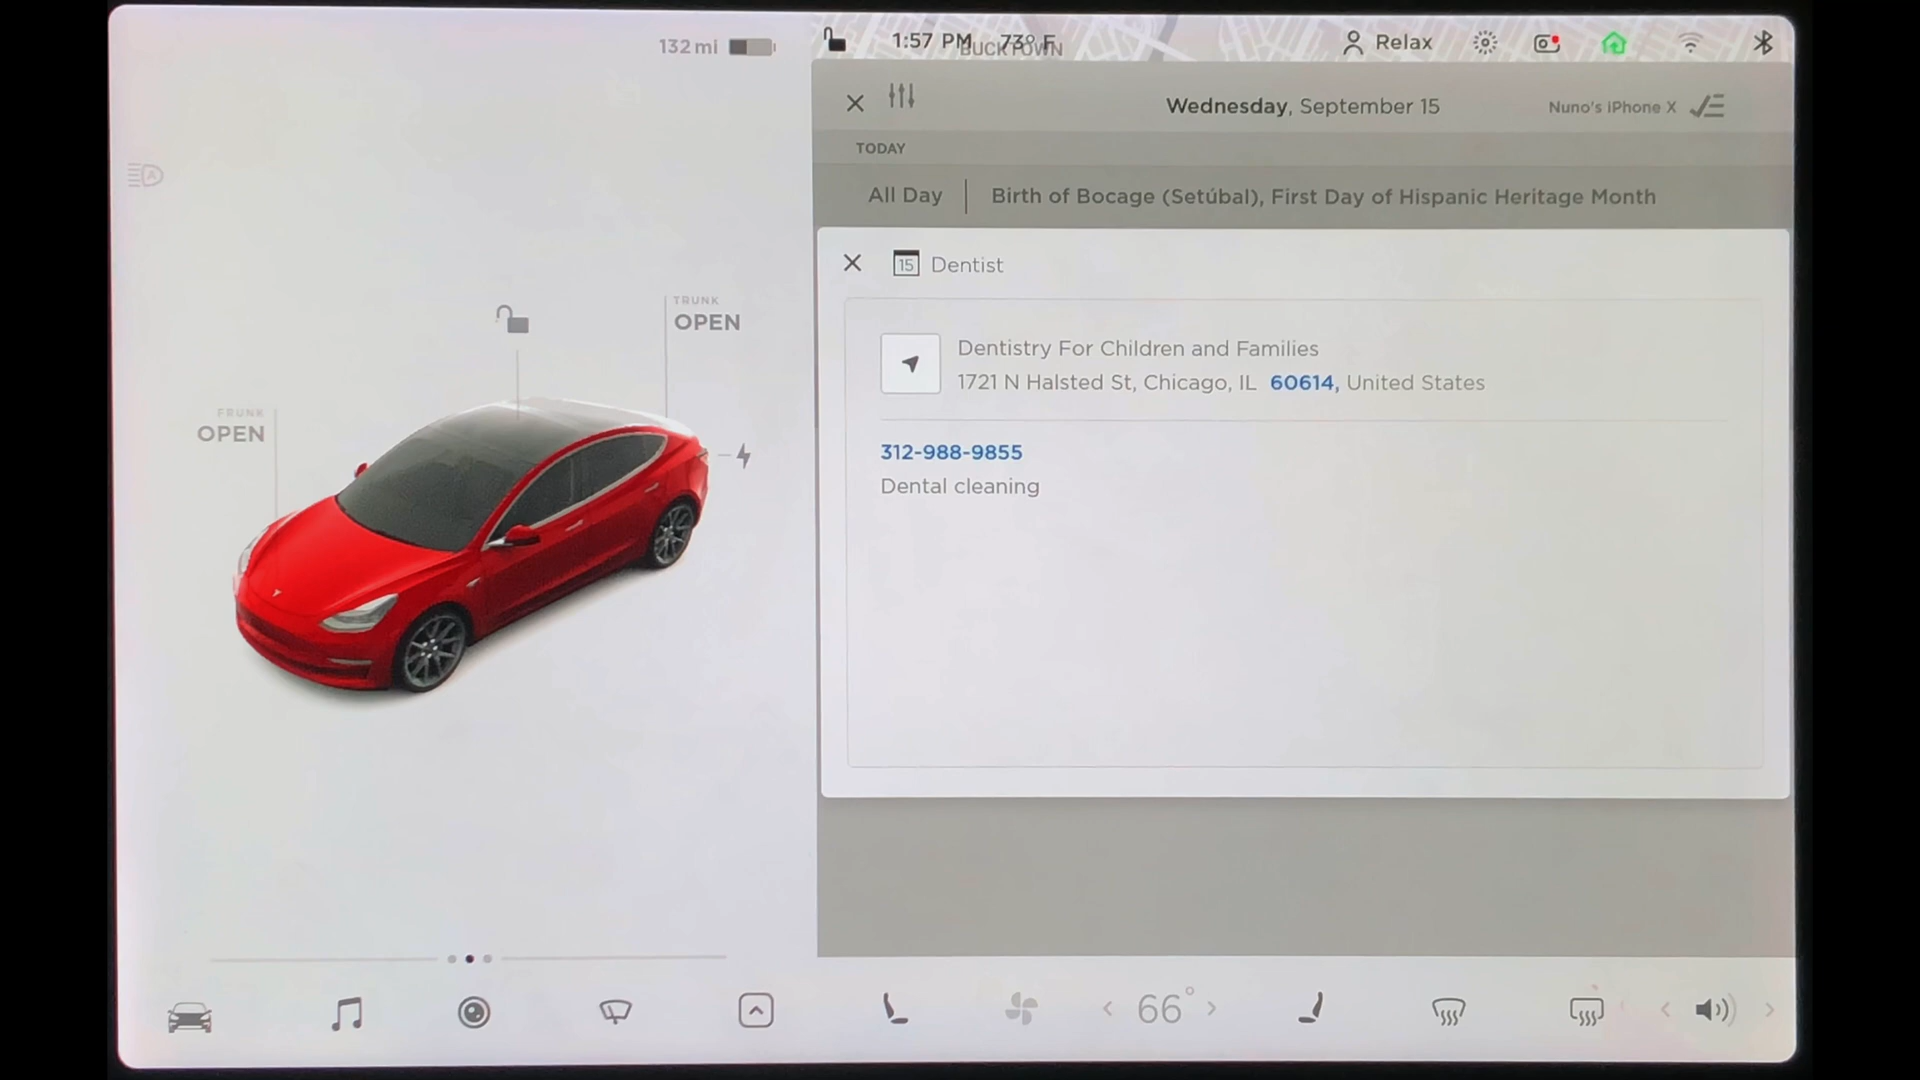 132 mi
1:57 PM
73° F
BUCKTOWN
Relax
Wednesday, September 15
Nuno's iPhone X
TODAY
All Day
Birth of Bocage (Setúbal), First Day of Hispanic Heritage Month
15
Dentist
Dentistry For Children and Families
1721 N Halsted St, Chicago, IL 60614, United States
312-988-9855
Dental cleaning
A
TRUNK
OPEN
FRUNK
OPEN
66°